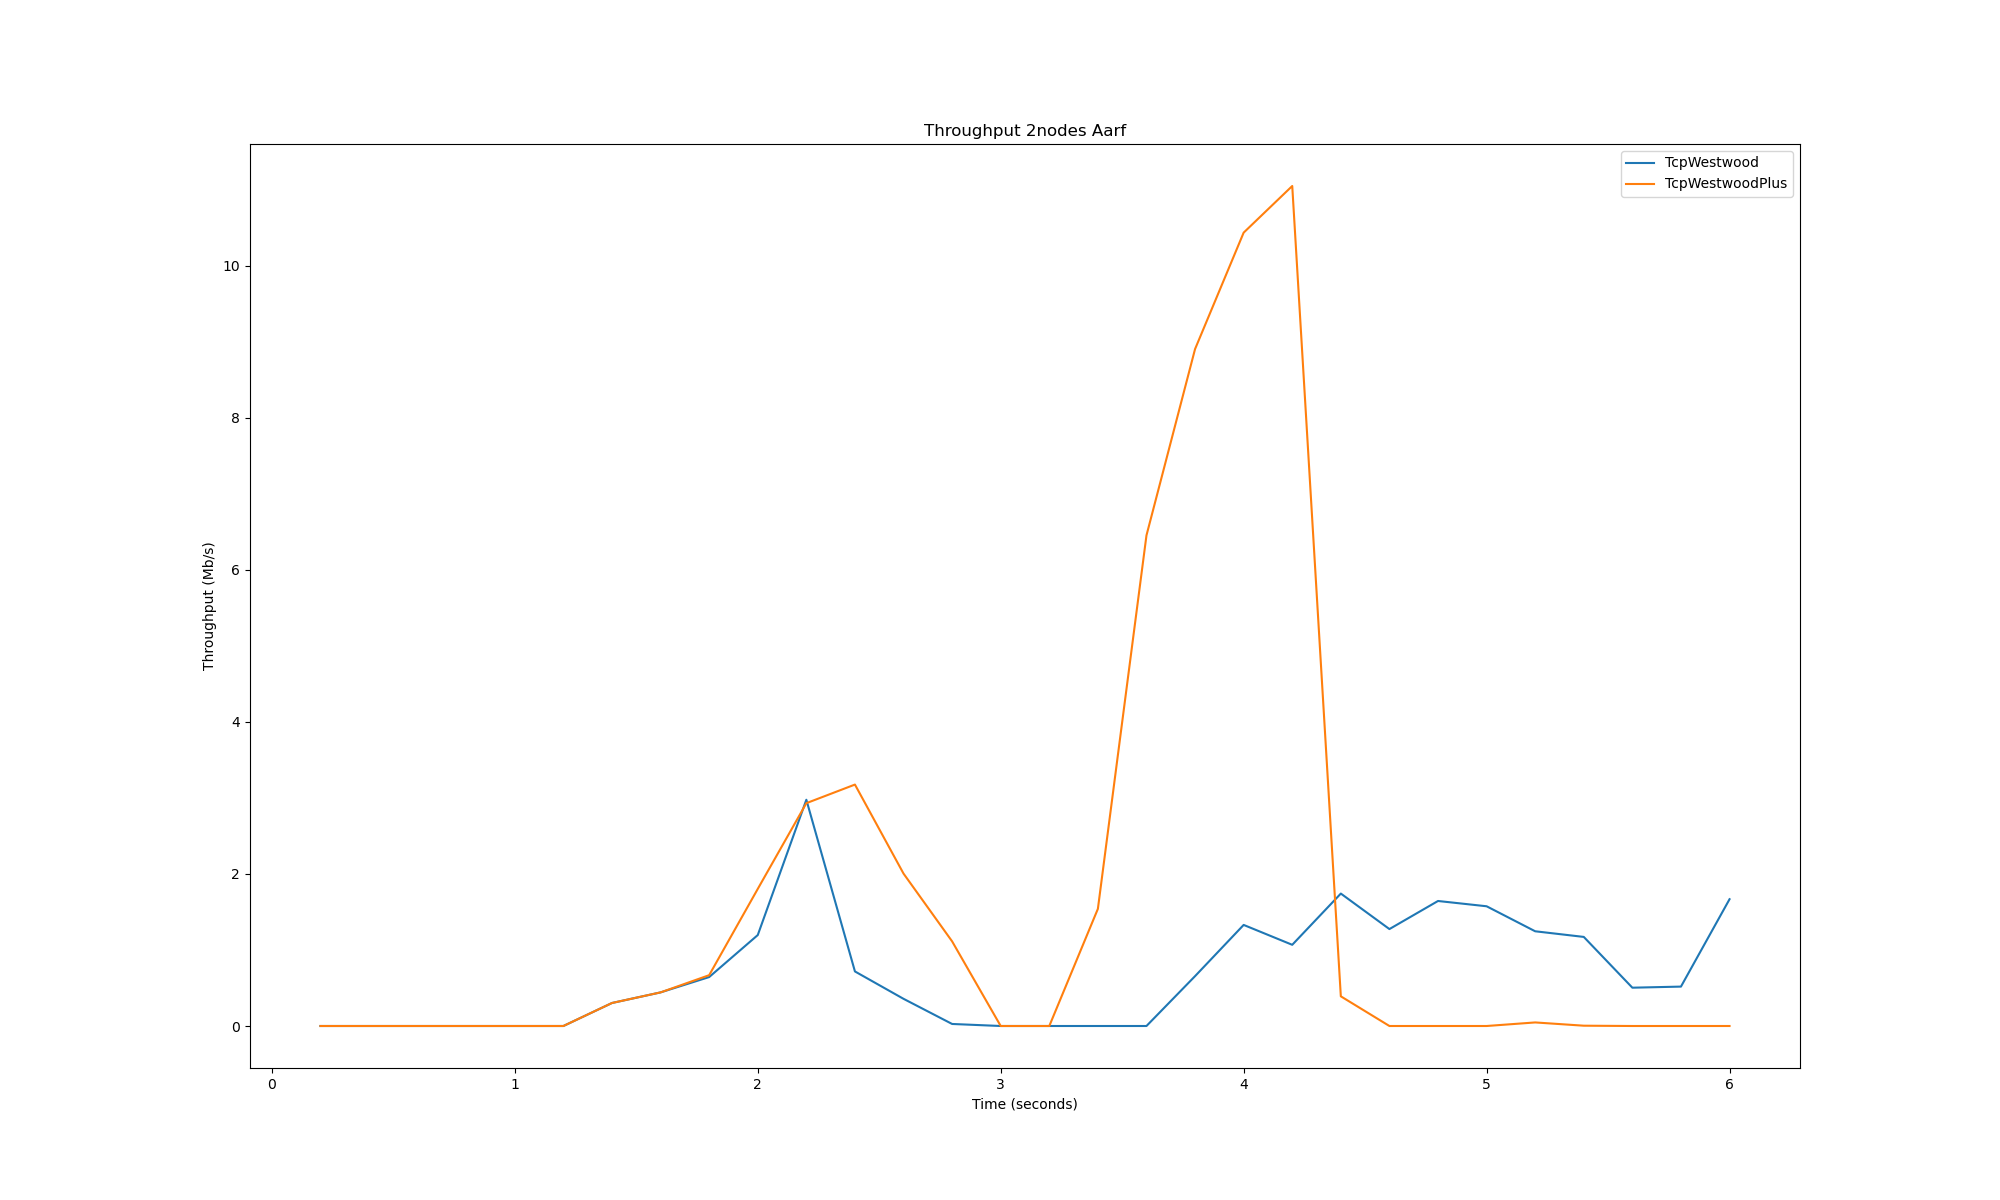 Throughput 2nodes Aarf
TcpWestwood
TcpWestwoodPlus
10
8
6
4
2
0
Throughput (Mb/s)
0 1 2 3 4 5 6
Time (seconds)